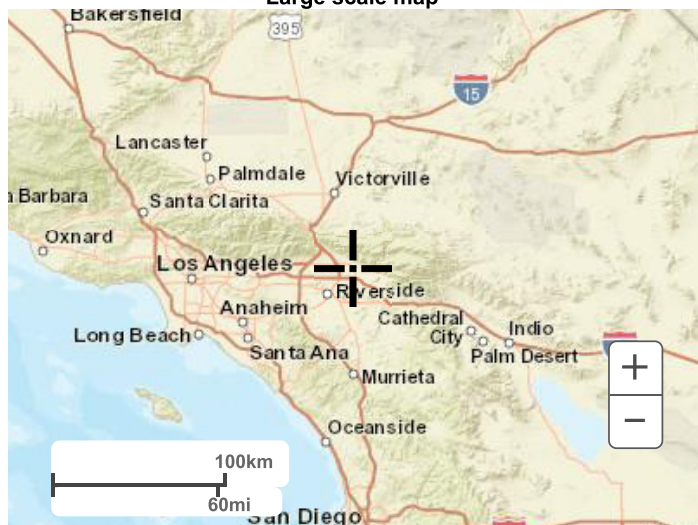 Large scale map
Bakersfield
395
15
Lancaster
Palmdale
Victorville
a Barbara
Santa Clarita
Oxnard
Los Angeles
Riverside
Anaheim
Cathedral
City
Indio
Long Beach
Santa Ana
Palm Desert
Murrieta
+
Oceanside
−
100km
60mi
San Diego